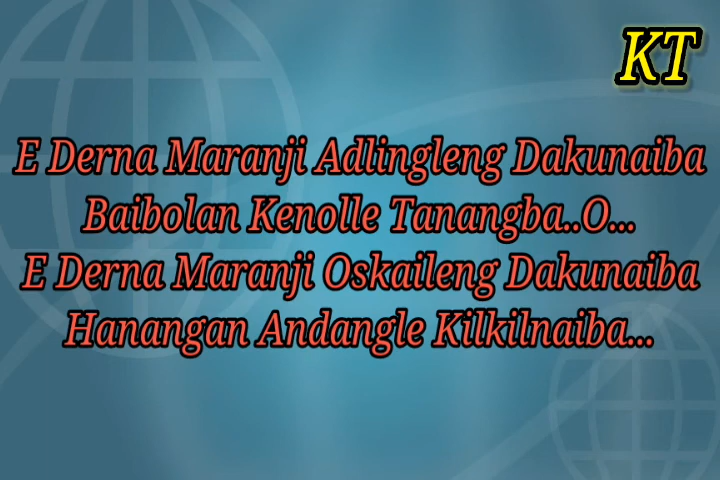 KT
E Derna Maranji Adlingleng Dakunaiba
Baibolan Kenolle Tanangba..O...
E Derna Maranji Oskaileng Dakunaiba
Hanangan Andangle Kilkilnaiba...